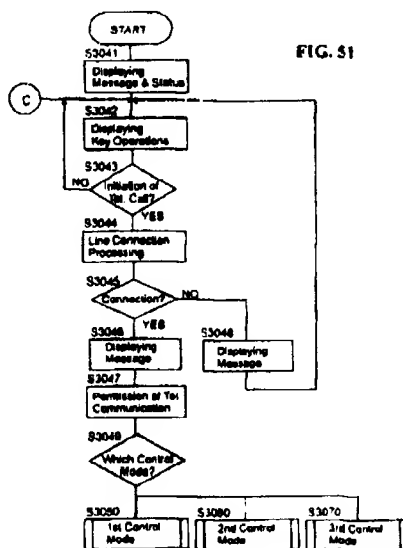 START
FIG. 51
S3041
Displaying
Message & Status
C
S3042
Displaying
Key Operations
S3043
Initiation of
Tel. Call?
NO
YES
S3044
Line Connection
Processing
S3045
Connection?
NO
YES
S3046
Displaying
Message
S3048
Displaying
Message
S3047
Permission of Tel
Communication
S3049
Which Control
Mode?
S3050
1st Control
Mode
S3060
2nd Control
Mode
S3070
3rd Control
Mode